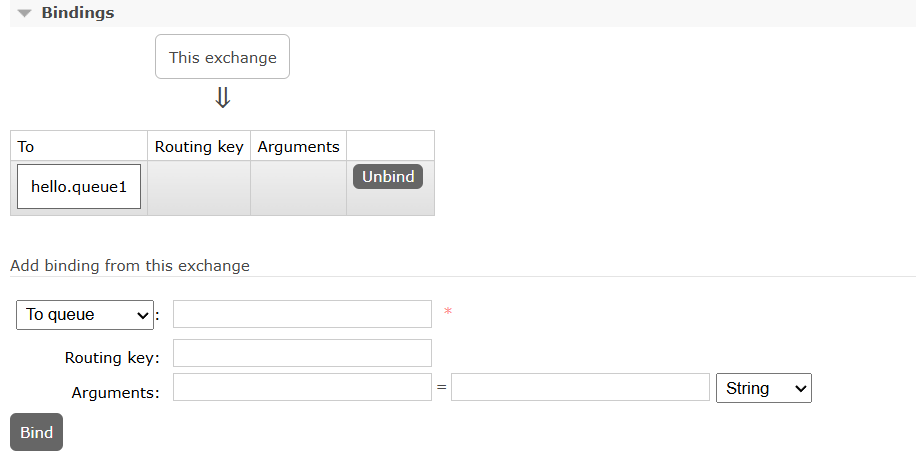 Bindings
This exchange
⇓
To Routing key Arguments
hello.queue1 Unbind
Add binding from this exchange
To queue : *
Routing key:
Arguments: = String
Bind